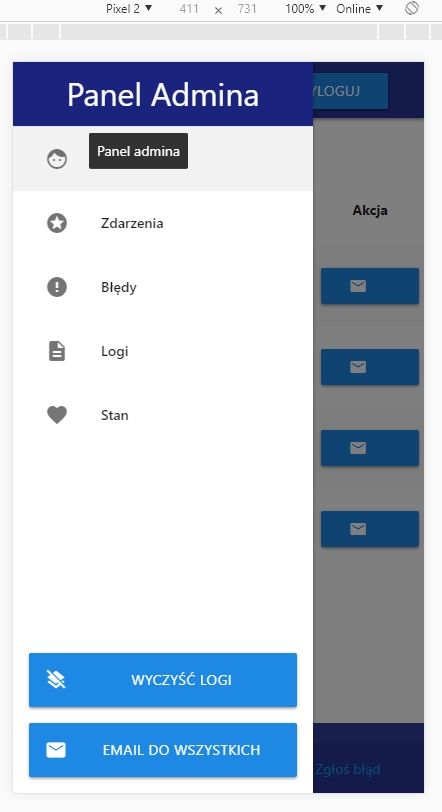 Pixel 2 ▼ 411 × 731 100% ▼ Online ▼
Panel Admina
YLOGUJ
Panel admina
Zdarzenia
Akcja
Błędy
Logi
Stan
WYCZYŚĆ LOGI
EMAIL DO WSZYSTKICH
Zgłoś błąd